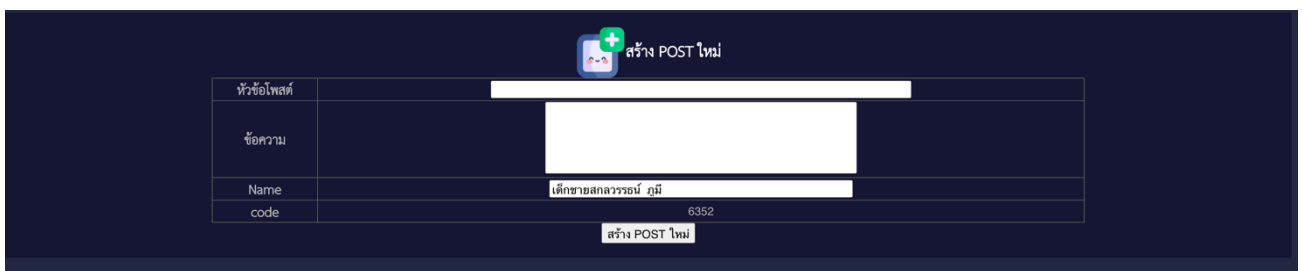 สร้าง POST ใหม่
หัวข้อโพสต์
ข้อความ
Name เด็กชายสกลวรรธน์ ภูมี
code 6352
สร้าง POST ใหม่